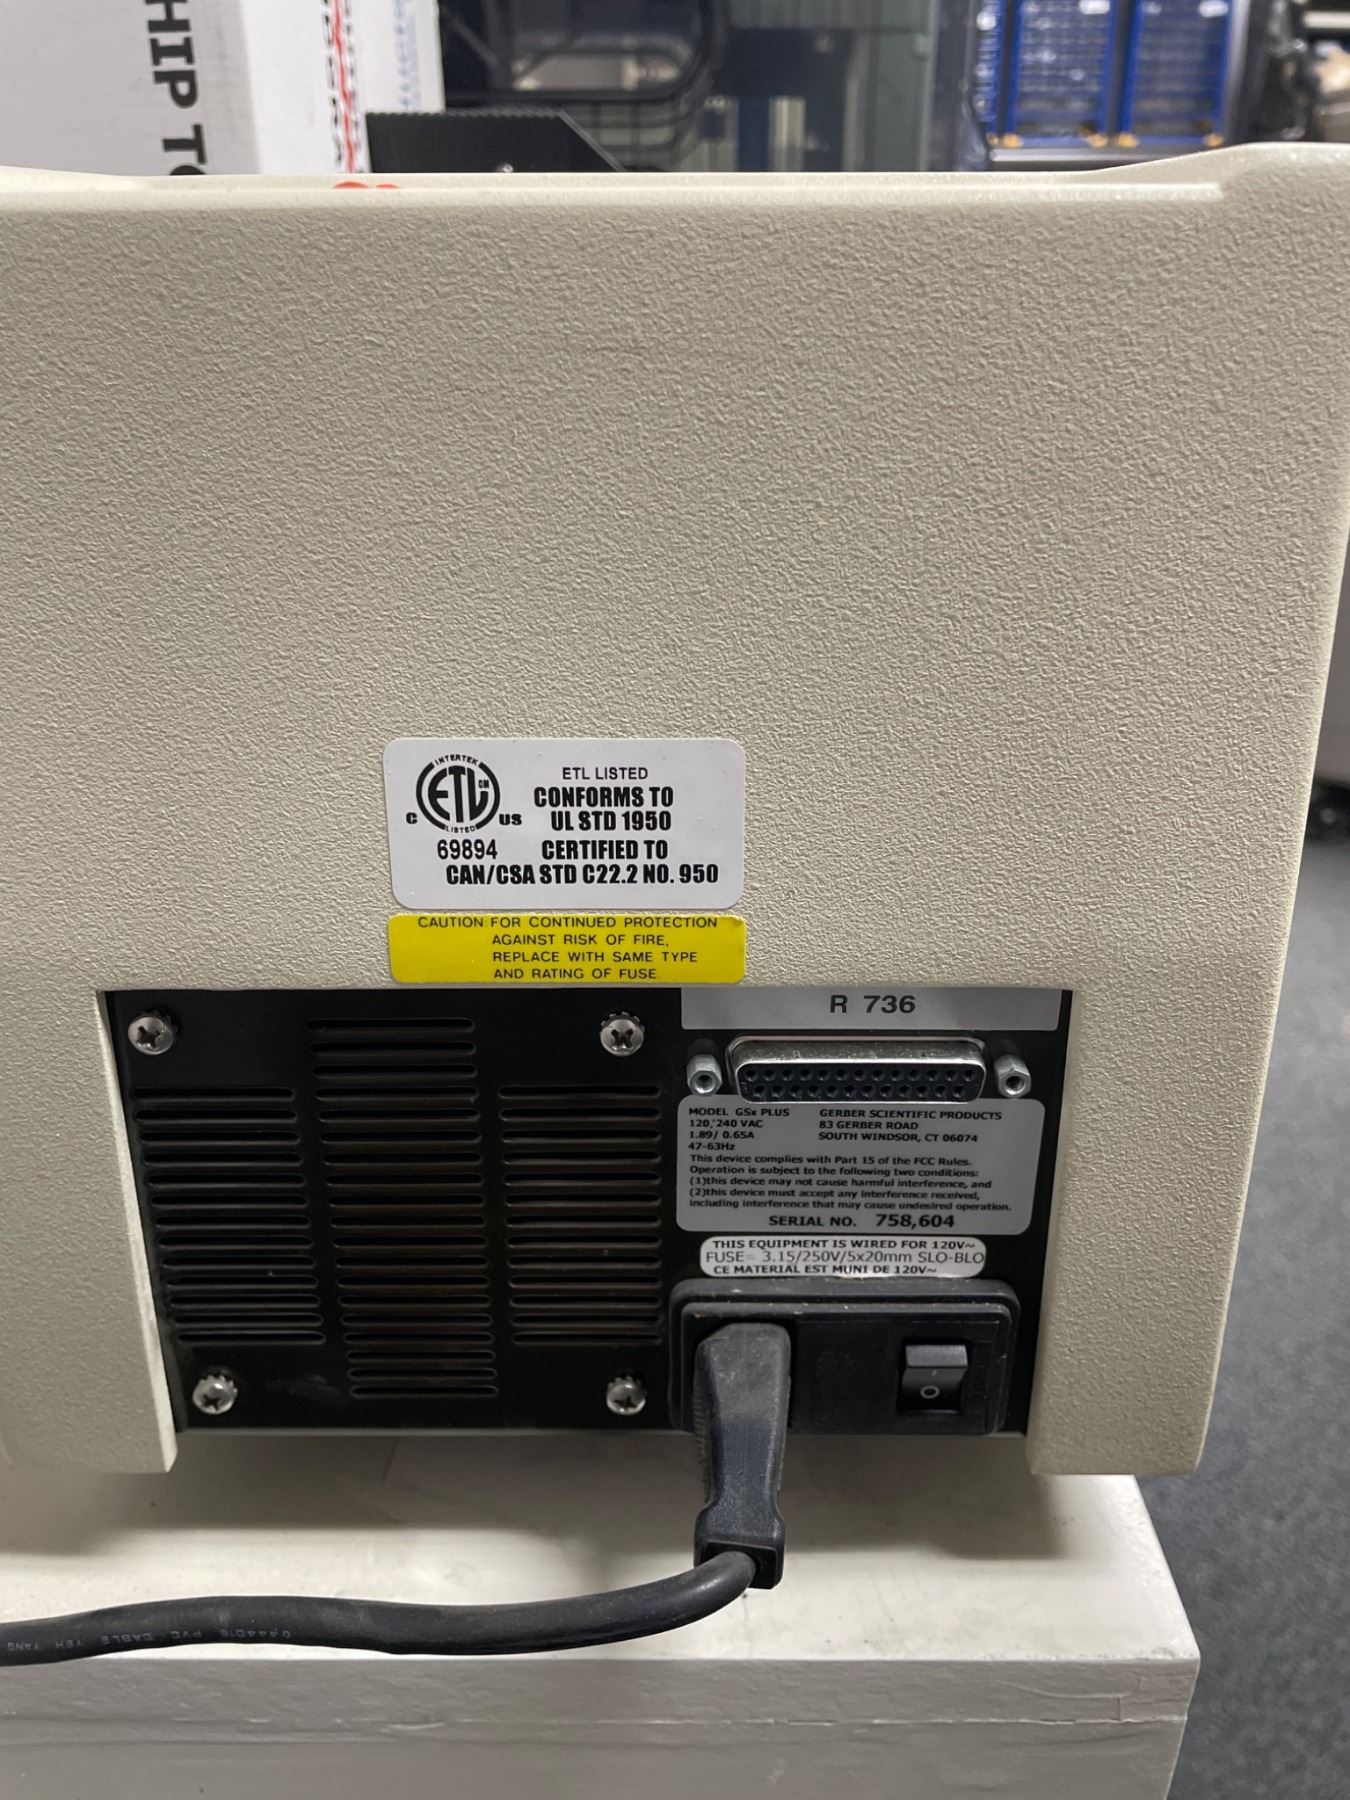 SHIP TO
INTERTEK
ETL CM
LISTED
C US
69894
ETL LISTED
CONFORMS TO
UL STD 1950
CERTIFIED TO
CAN/CSA STD C22.2 NO. 950
CAUTION: FOR CONTINUED PROTECTION
AGAINST RISK OF FIRE,
REPLACE WITH SAME TYPE
AND RATING OF FUSE.
R 736
MODEL GSx PLUS
120/240 VAC
1.89/ 0.65A
47-63Hz
GERBER SCIENTIFIC PRODUCTS
83 GERBER ROAD
SOUTH WINDSOR, CT 06074
This device complies with Part 15 of the FCC Rules.
Operation is subject to the following two conditions:
(1)this device may not cause harmful interference, and
(2)this device must accept any interference received,
including interference that may cause undesired operation.
SERIAL NO. 758,604
THIS EQUIPMENT IS WIRED FOR 120V~
FUSE= 3.15/250V/5x20mm SLO-BLO
CE MATERIAL EST MUNI DE 120V~